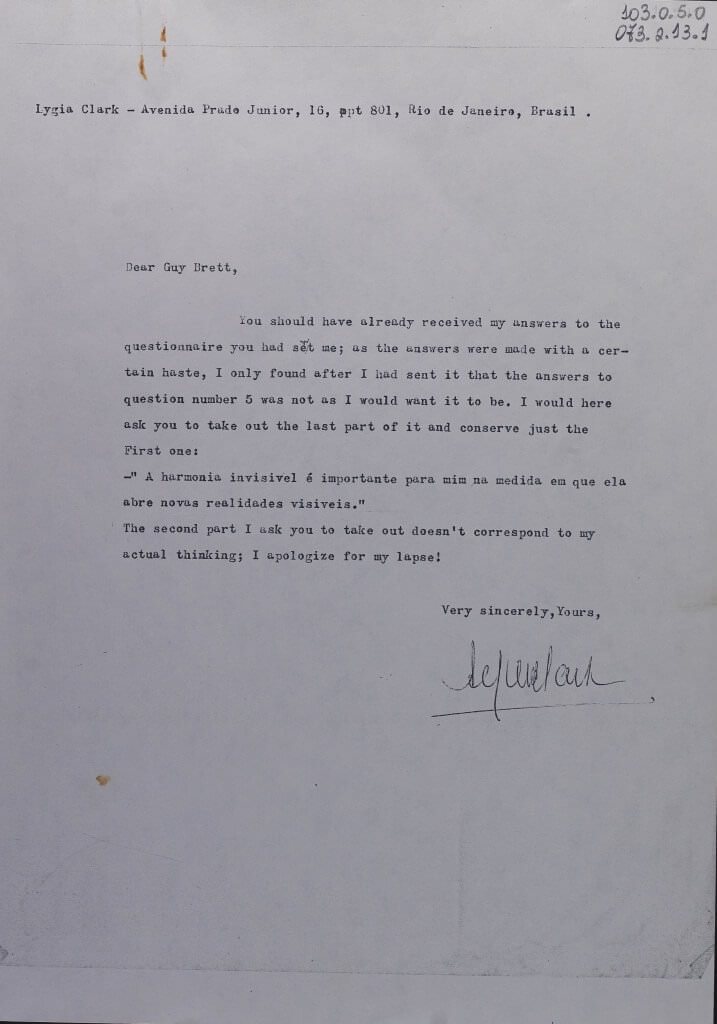 103.0.5.0
073.2.13.1
Lygia Clark - Avenida Prado Junior, 16, ppt 801, Rio de Janeiro, Brasil .
Dear Guy Brett,
You should have already received my answers to the
questionnaire you had set me; as the answers were made with a cer-
tain haste, I only found after I had sent it that the answers to
question number 5 was not as I would want it to be. I would here
ask you to take out the last part of it and conserve just the
First one:
-" A harmonia invisivel é importante para mim na medida em que ela
abre novas realidades visiveis."
The second part I ask you to take out doesn't correspond to my
actual thinking; I apologize for my lapse!
Very sincerely,Yours,